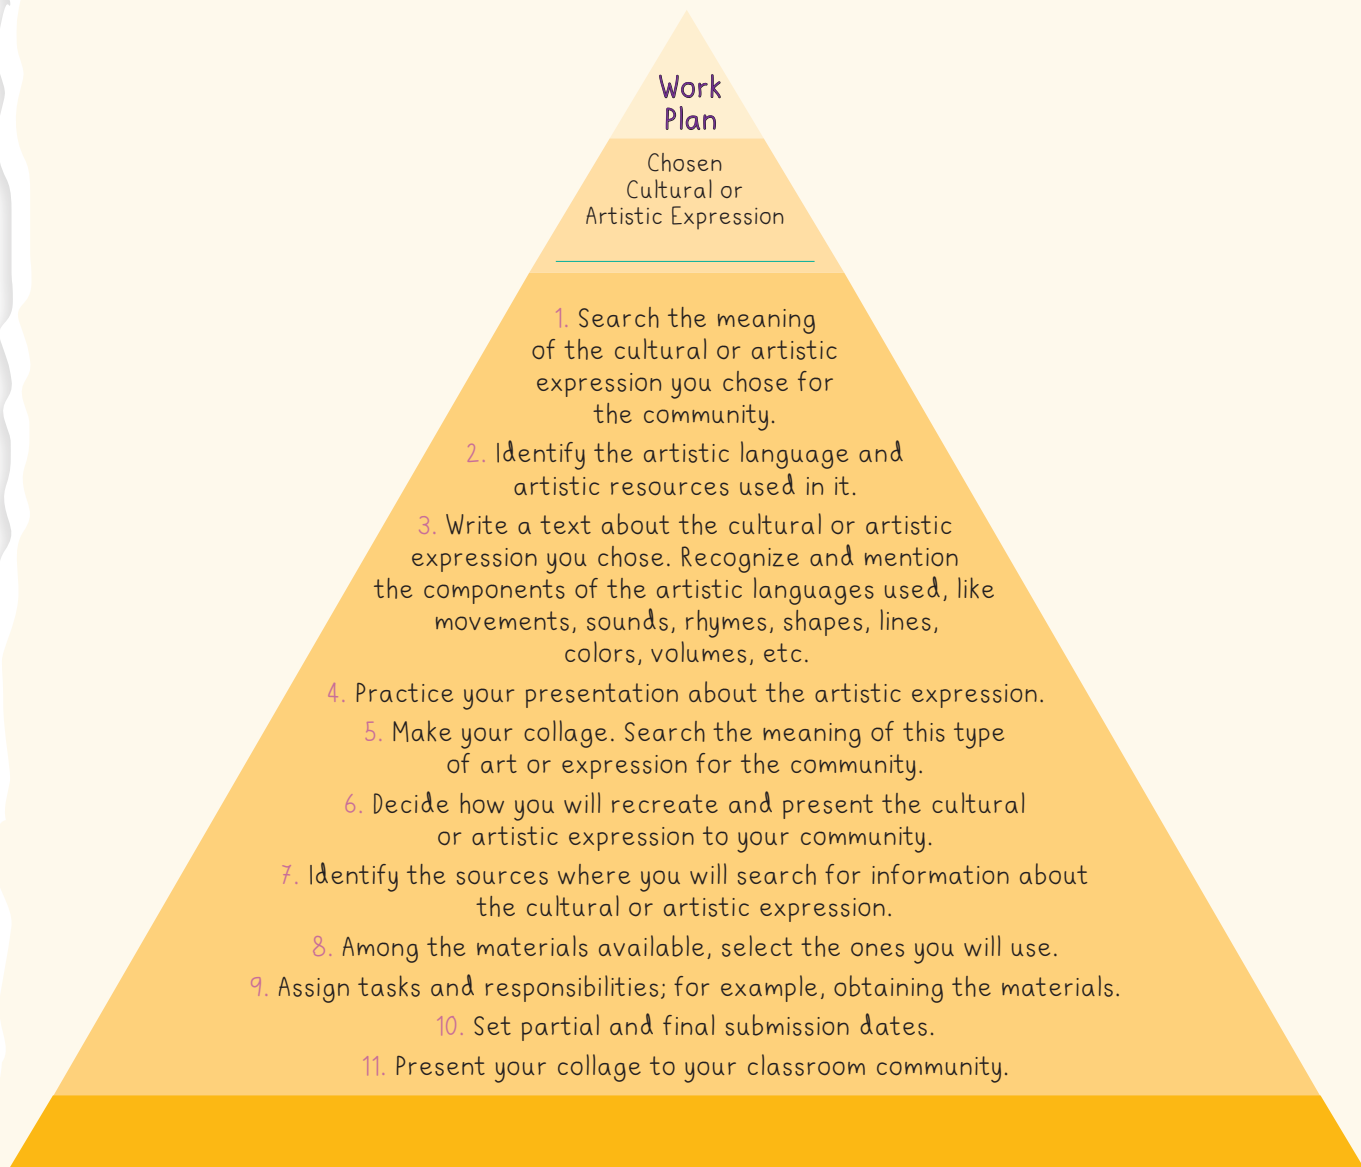 Work
Plan
Chosen
Cultural or
Artistic Expression
1. Search the meaning
of the cultural or artistic
expression you chose for
the community.
2. Identify the artistic language and
artistic resources used in it.
3. Write a text about the cultural or artistic
expression you chose. Recognize and mention
the components of the artistic languages used, like
movements, sounds, rhymes, shapes, lines,
colors, volumes, etc.
4. Practice your presentation about the artistic expression.
5. Make your collage. Search the meaning of this type
of art or expression for the community.
6. Decide how you will recreate and present the cultural
or artistic expression to your community.
7. Identify the sources where you will search for information about
the cultural or artistic expression.
8. Among the materials available, select the ones you will use.
9. Assign tasks and responsibilities; for example, obtaining the materials.
10. Set partial and final submission dates.
11. Present your collage to your classroom community.